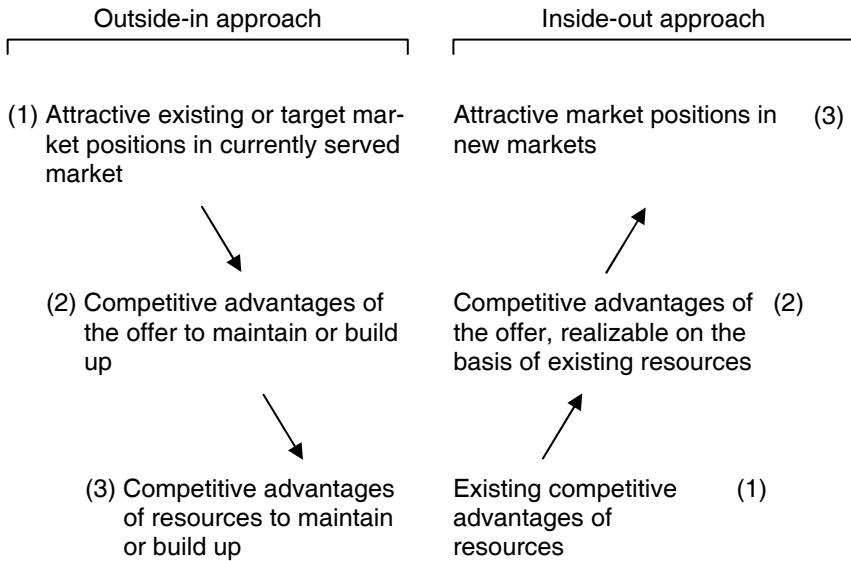 Outside-in approach
(1) Attractive existing or target mar-
ket positions in currently served
market
(2) Competitive advantages of
the offer to maintain or build
up
(3) Competitive advantages
of resources to maintain
or build up
Inside-out approach
Attractive market positions in (3)
new markets
Competitive advantages of (2)
the offer, realizable on the
basis of existing resources
Existing competitive (1)
advantages of
resources